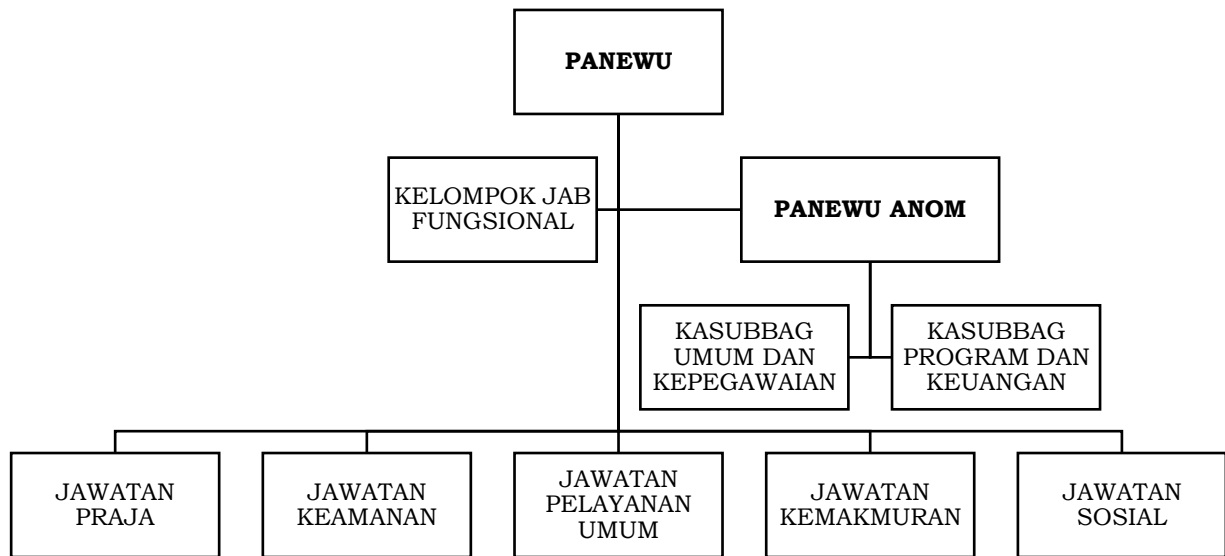 PANEWU
KELOMPOK JAB
FUNGSIONAL
PANEWU ANOM
KASUBBAG
UMUM DAN
KEPEGAWAIAN
KASUBBAG
PROGRAM DAN
KEUANGAN
JAWATAN
PRAJA
JAWATAN
KEAMANAN
JAWATAN
PELAYANAN
UMUM
JAWATAN
KEMAKMURAN
JAWATAN
SOSIAL